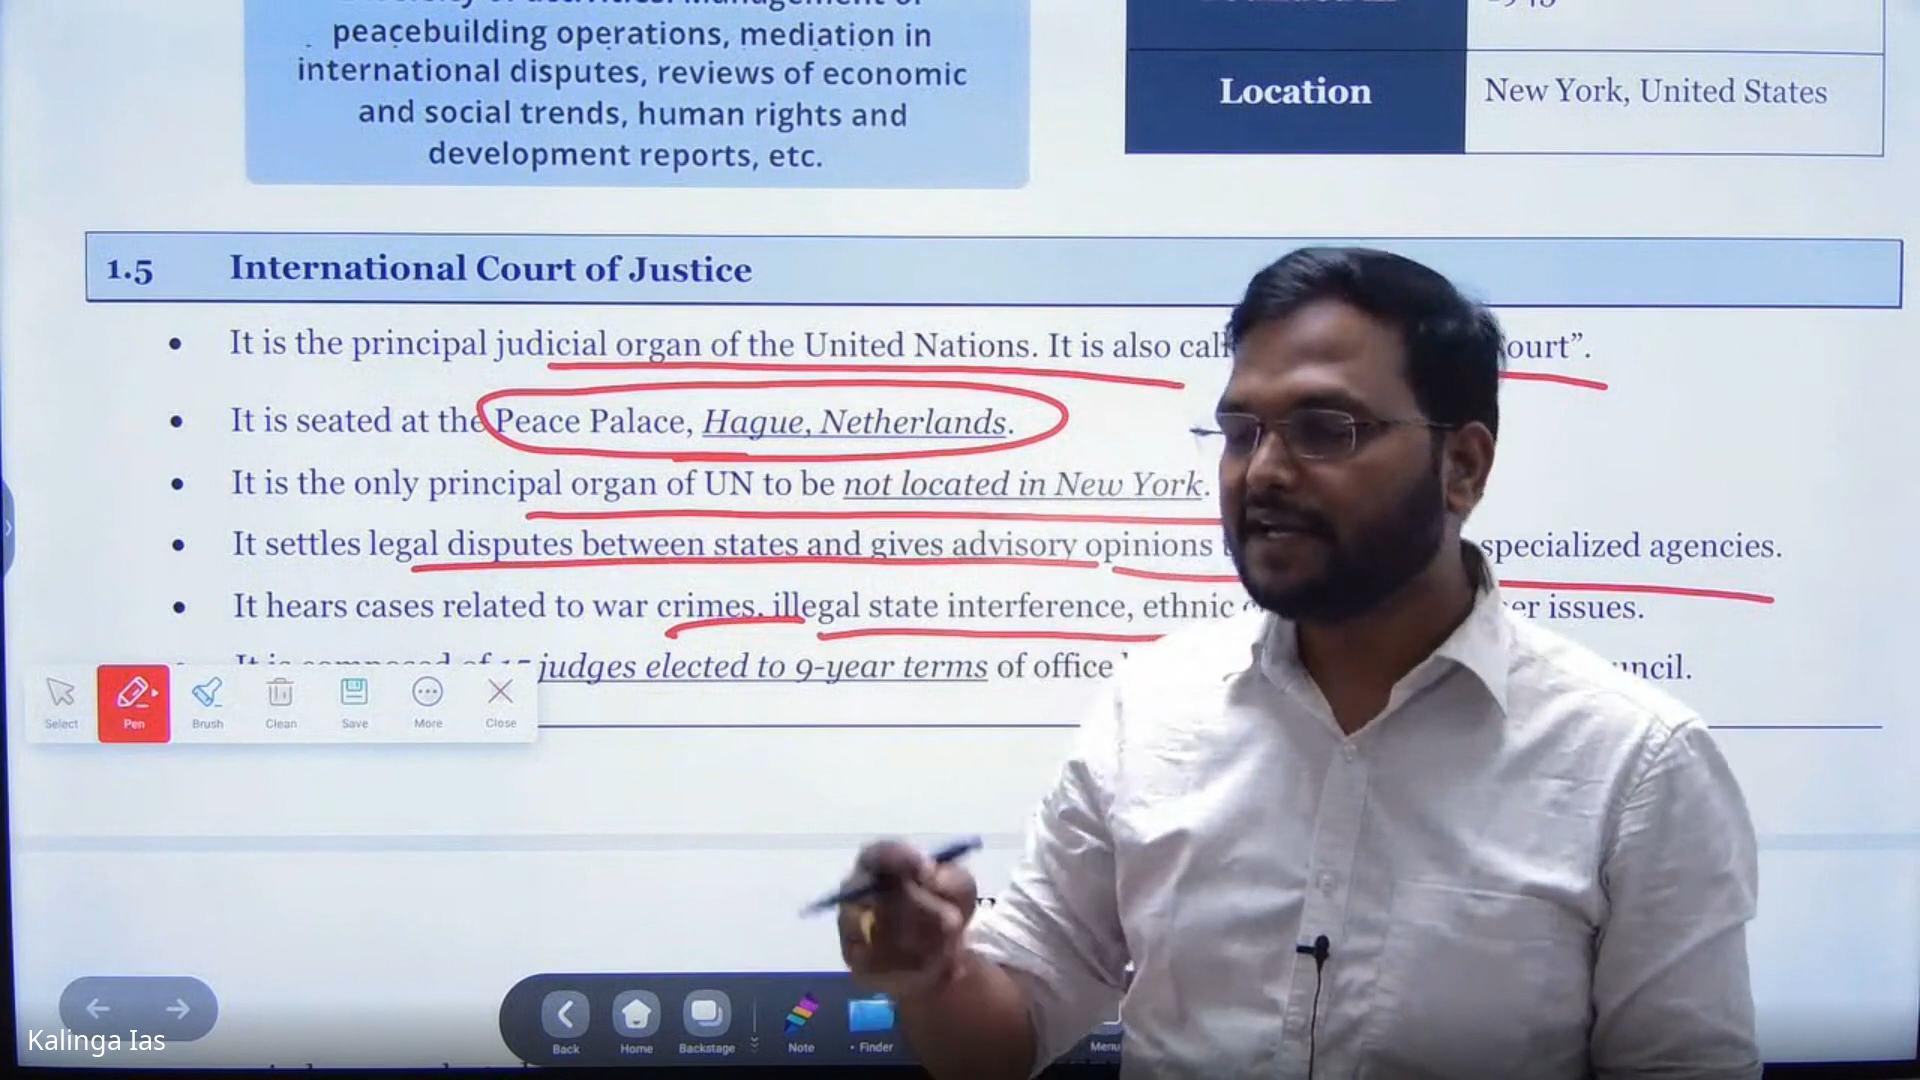 peacebuilding operations, mediation in
international disputes, reviews of economic
and social trends, human rights and
development reports, etc.
Location New York, United States
1.5 International Court of Justice
• It is the principal judicial organ of the United Nations. It is also
• It is seated at the Peace Palace, Hague, Netherlands.
• It is the only principal organ of UN to be not located in New York.
• It settles legal disputes between states and gives advisory opinions specialized agencies.
• It hears cases related to war crimes, illegal state interference, ethnic issues.
judges elected to 9-year terms of office
Select Pen Brush Clean Save More Close
Back Home Backstage Note • Finder Menu
Kalinga Ias